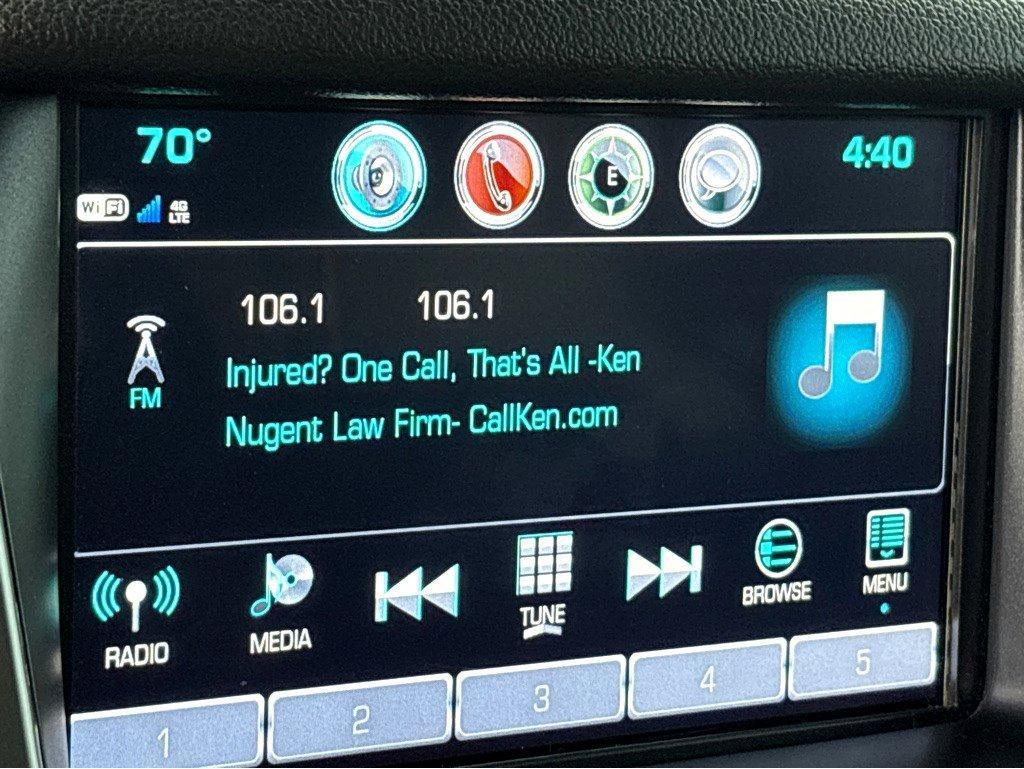 70°
4:40
WiFi
4G
LTE
E
106.1 106.1
FM
Injured? One Call, That's All -Ken
Nugent Law Firm- CallKen.com
RADIO
MEDIA
TUNE
BROWSE
MENU
1
2
3
4
5